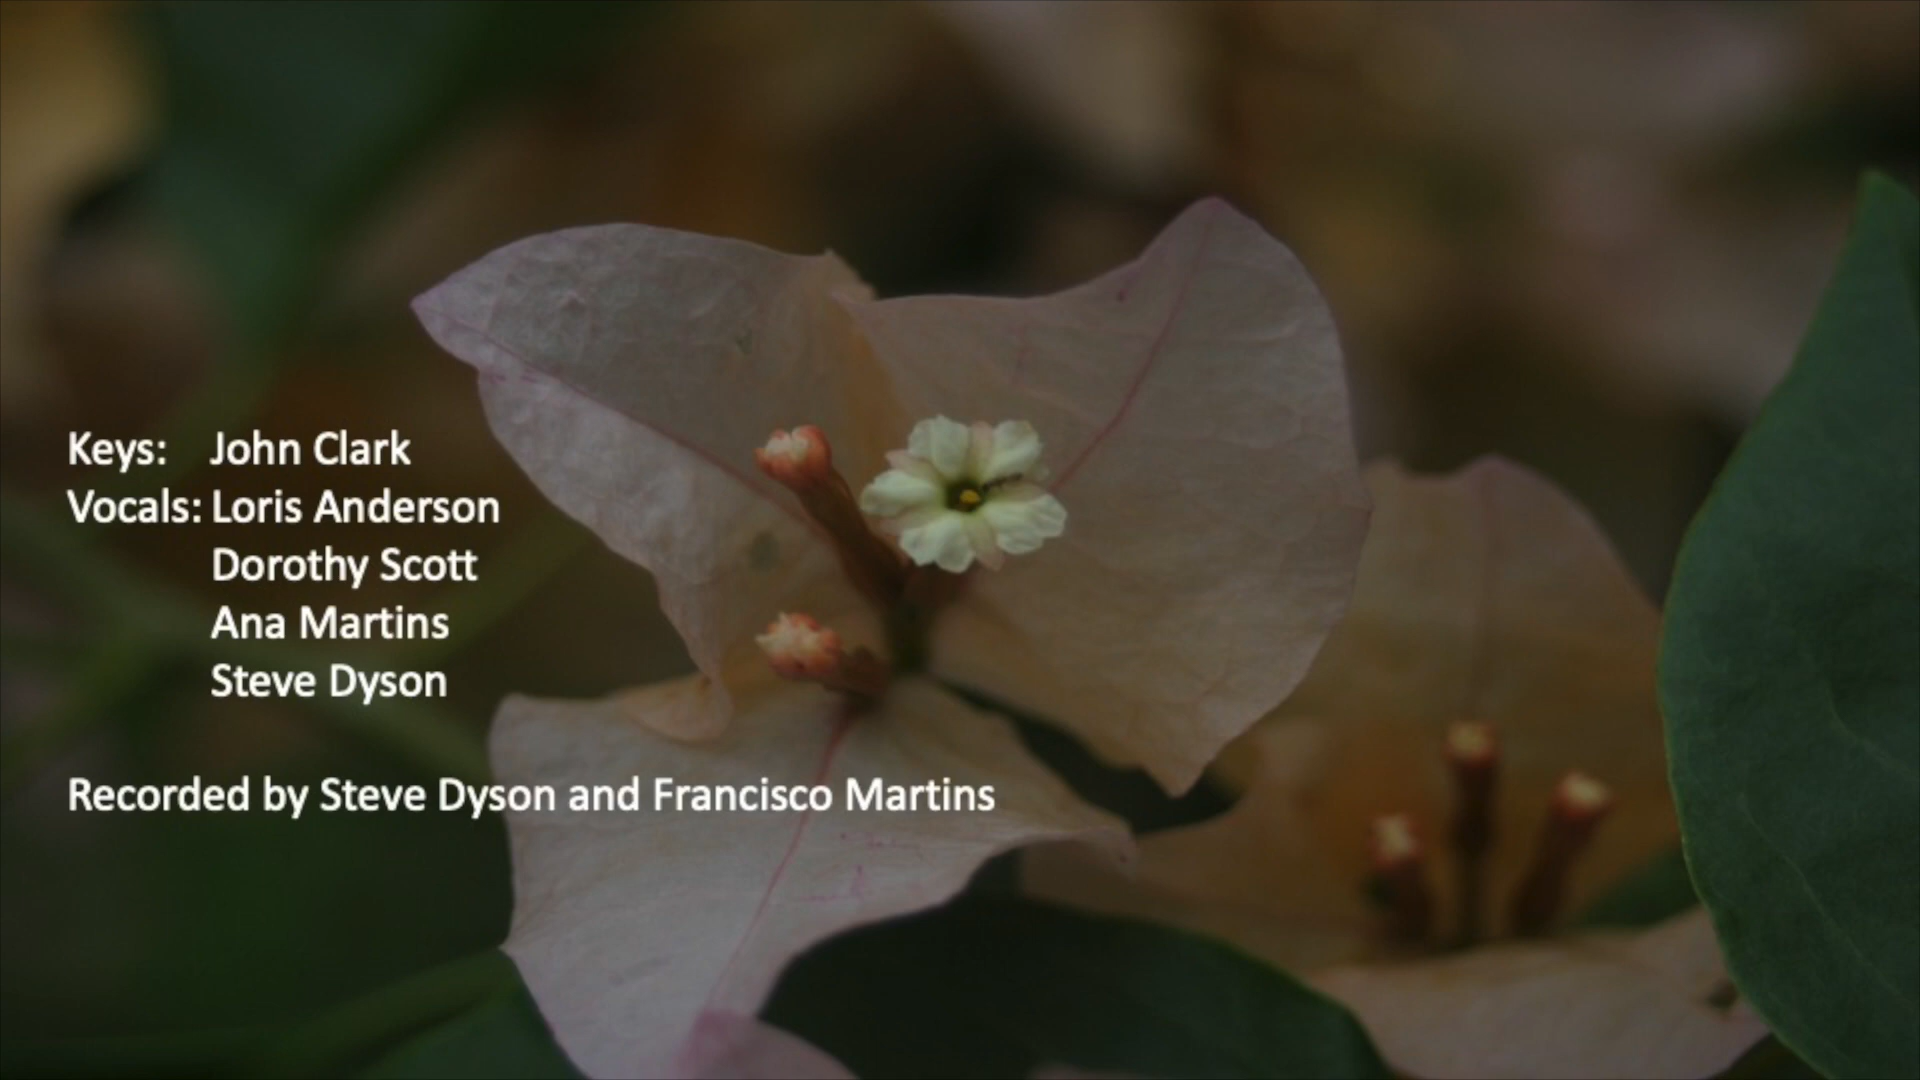 Keys: John Clark
Vocals: Loris Anderson
Dorothy Scott
Ana Martins
Steve Dyson
Recorded by Steve Dyson and Francisco Martins